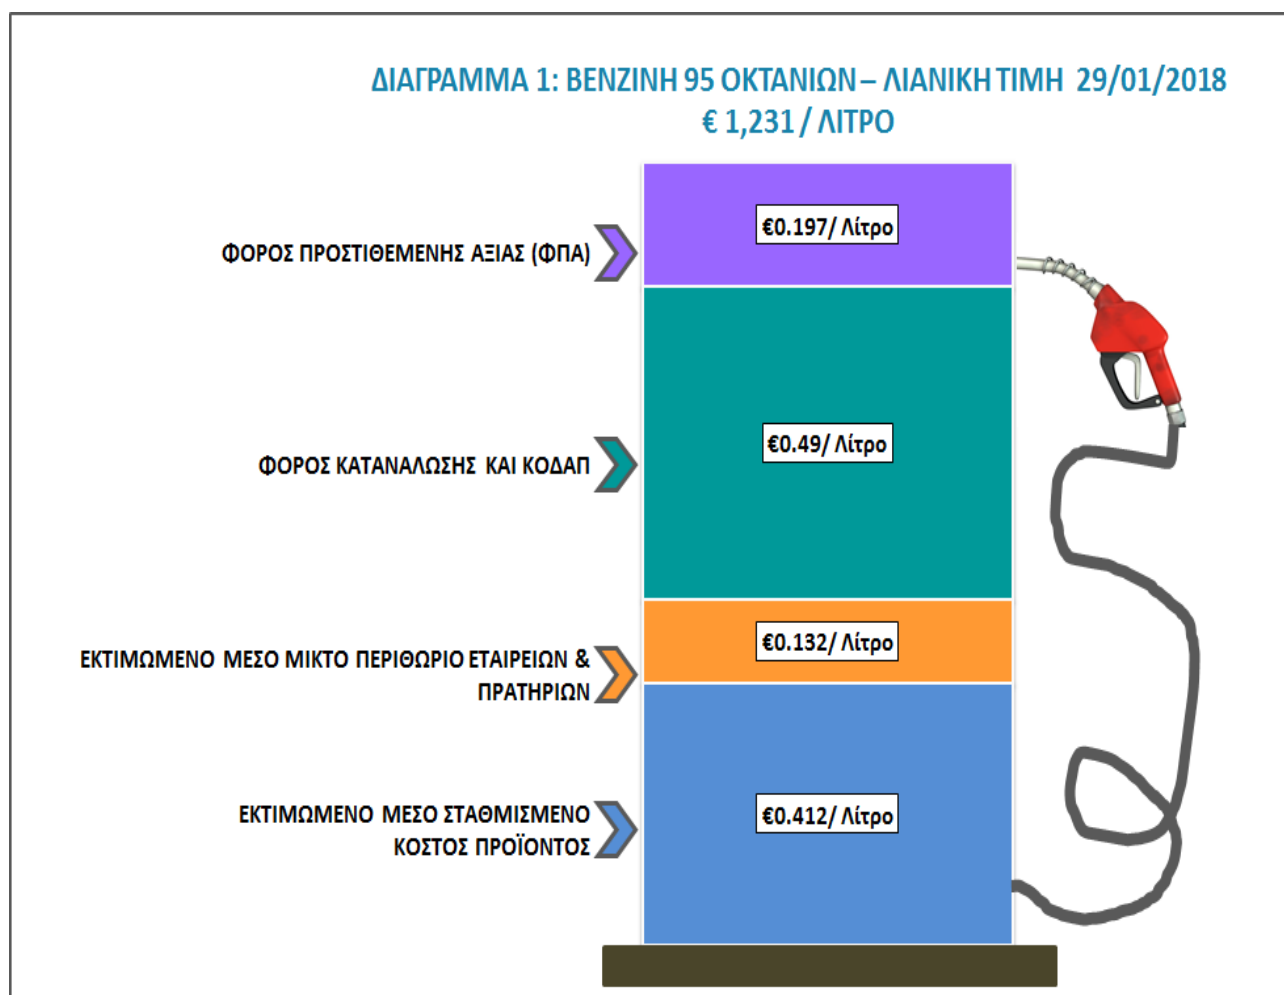 ΔΙΑΓΡΑΜΜΑ 1: ΒΕΝΖΙΝΗ 95 ΟΚΤΑΝΙΩΝ – ΛΙΑΝΙΚΗ ΤΙΜΗ 29/01/2018
€ 1,231 / ΛΙΤΡΟ
€0.197/ Λίτρο
ΦΟΡΟΣ ΠΡΟΣΤΙΘΕΜΕΝΗΣ ΑΞΙΑΣ (ΦΠΑ)
€0.49/ Λίτρο
ΦΟΡΟΣ ΚΑΤΑΝΑΛΩΣΗΣ ΚΑΙ ΚΟΔΑΠ
€0.132/ Λίτρο
ΕΚΤΙΜΩΜΕΝΟ ΜΕΣΟ ΜΙΚΤΟ ΠΕΡΙΘΩΡΙΟ ΕΤΑΙΡΕΙΩΝ &
ΠΡΑΤΗΡΙΩΝ
€0.412/ Λίτρο
ΕΚΤΙΜΩΜΕΝΟ ΜΕΣΟ ΣΤΑΘΜΙΣΜΕΝΟ
ΚΟΣΤΟΣ ΠΡΟΪΟΝΤΟΣ